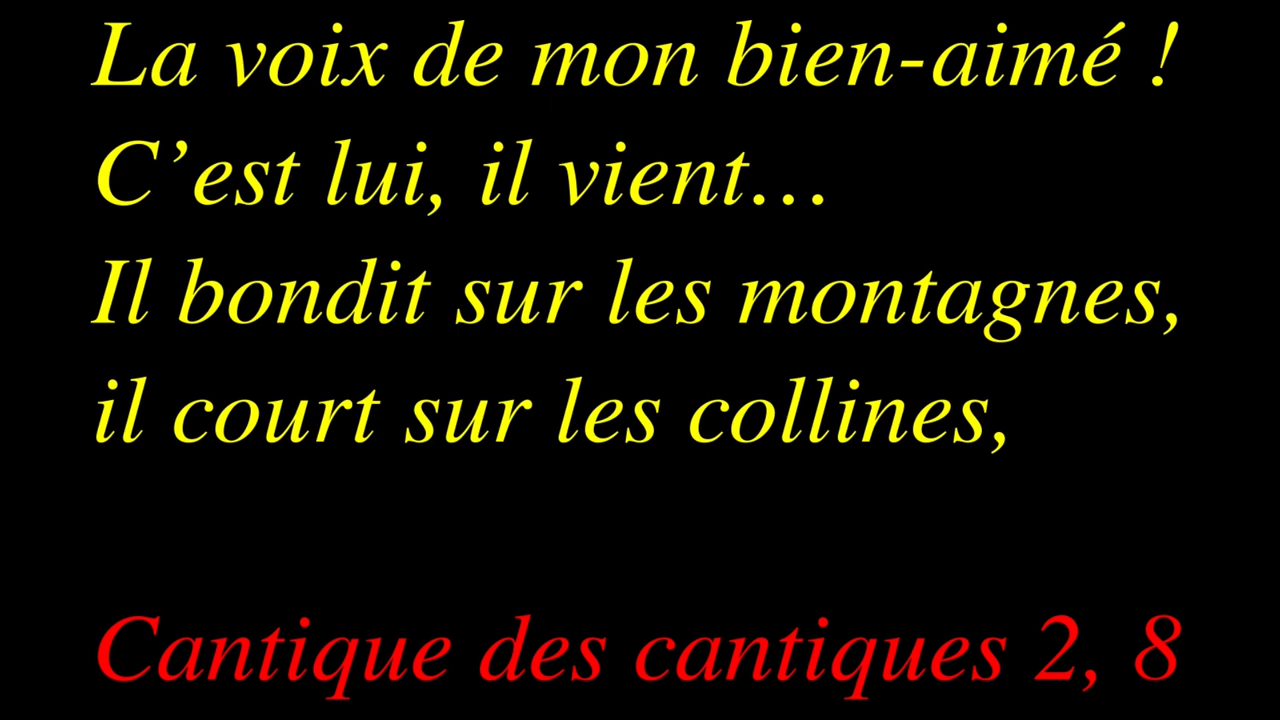 La voix de mon bien-aimé !
C’est lui, il vient…
Il bondit sur les montagnes,
il court sur les collines,
Cantique des cantiques 2, 8